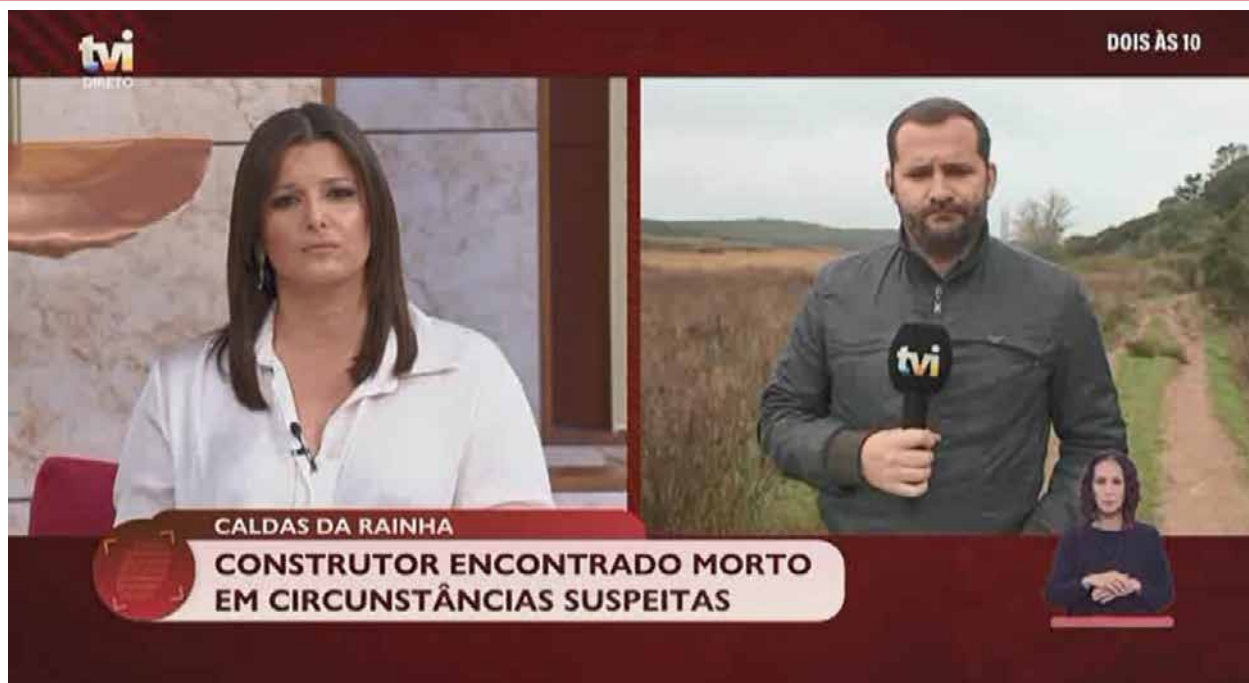 tvi
DIRETO
DOIS ÀS 10
tvi
CALDAS DA RAINHA
CONSTRUTOR ENCONTRADO MORTO
EM CIRCUNSTÂNCIAS SUSPEITAS